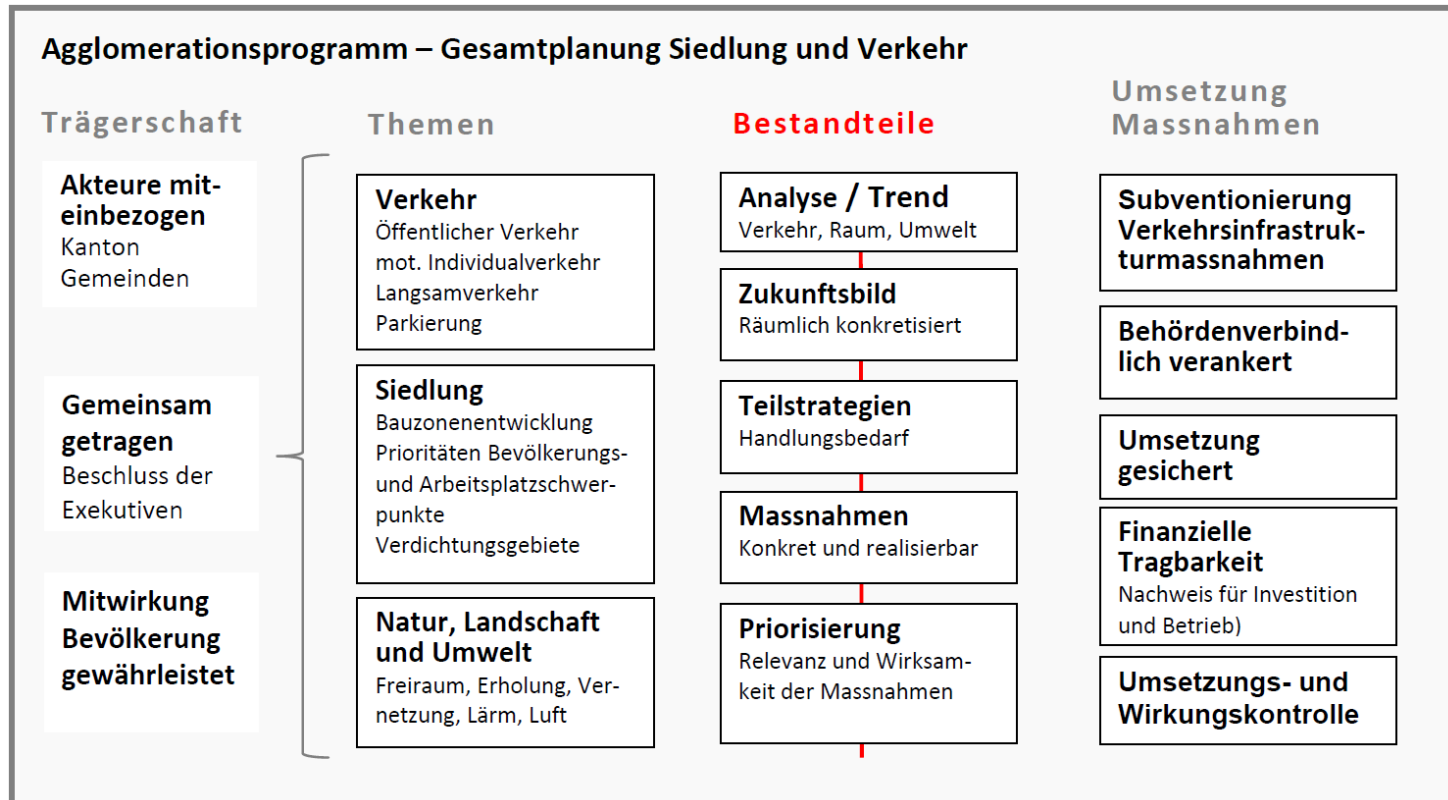 Agglomerationsprogramm – Gesamtplanung Siedlung und Verkehr
Trägerschaft
Akteure mit-
einbezogen
Kanton
Gemeinden
Gemeinsam
getragen
Beschluss der
Exekutiven
Mitwirkung
Bevölkerung
gewährleistet
Themen
Verkehr
Öffentlicher Verkehr
mot. Individualverkehr
Langsamverkehr
Parkierung
Siedlung
Bauzonenentwicklung
Prioritäten Bevölkerungs-
und Arbeitsplatzschwer-
punkte
Verdichtungsgebiete
Natur, Landschaft
und Umwelt
Freiraum, Erholung, Ver-
netzung, Lärm, Luft
Bestandteile
Analyse / Trend
Verkehr, Raum, Umwelt
Zukunftsbild
Räumlich konkretisiert
Teilstrategien
Handlungsbedarf
Massnahmen
Konkret und realisierbar
Priorisierung
Relevanz und Wirksam-
keit der Massnahmen
Umsetzung
Massnahmen
Subventionierung
Verkehrsinfrastruk-
turmassnahmen
Behördenverbind-
lich verankert
Umsetzung
gesichert
Finanzielle
Tragbarkeit
Nachweis für Investition
und Betrieb)
Umsetzungs- und
Wirkungskontrolle